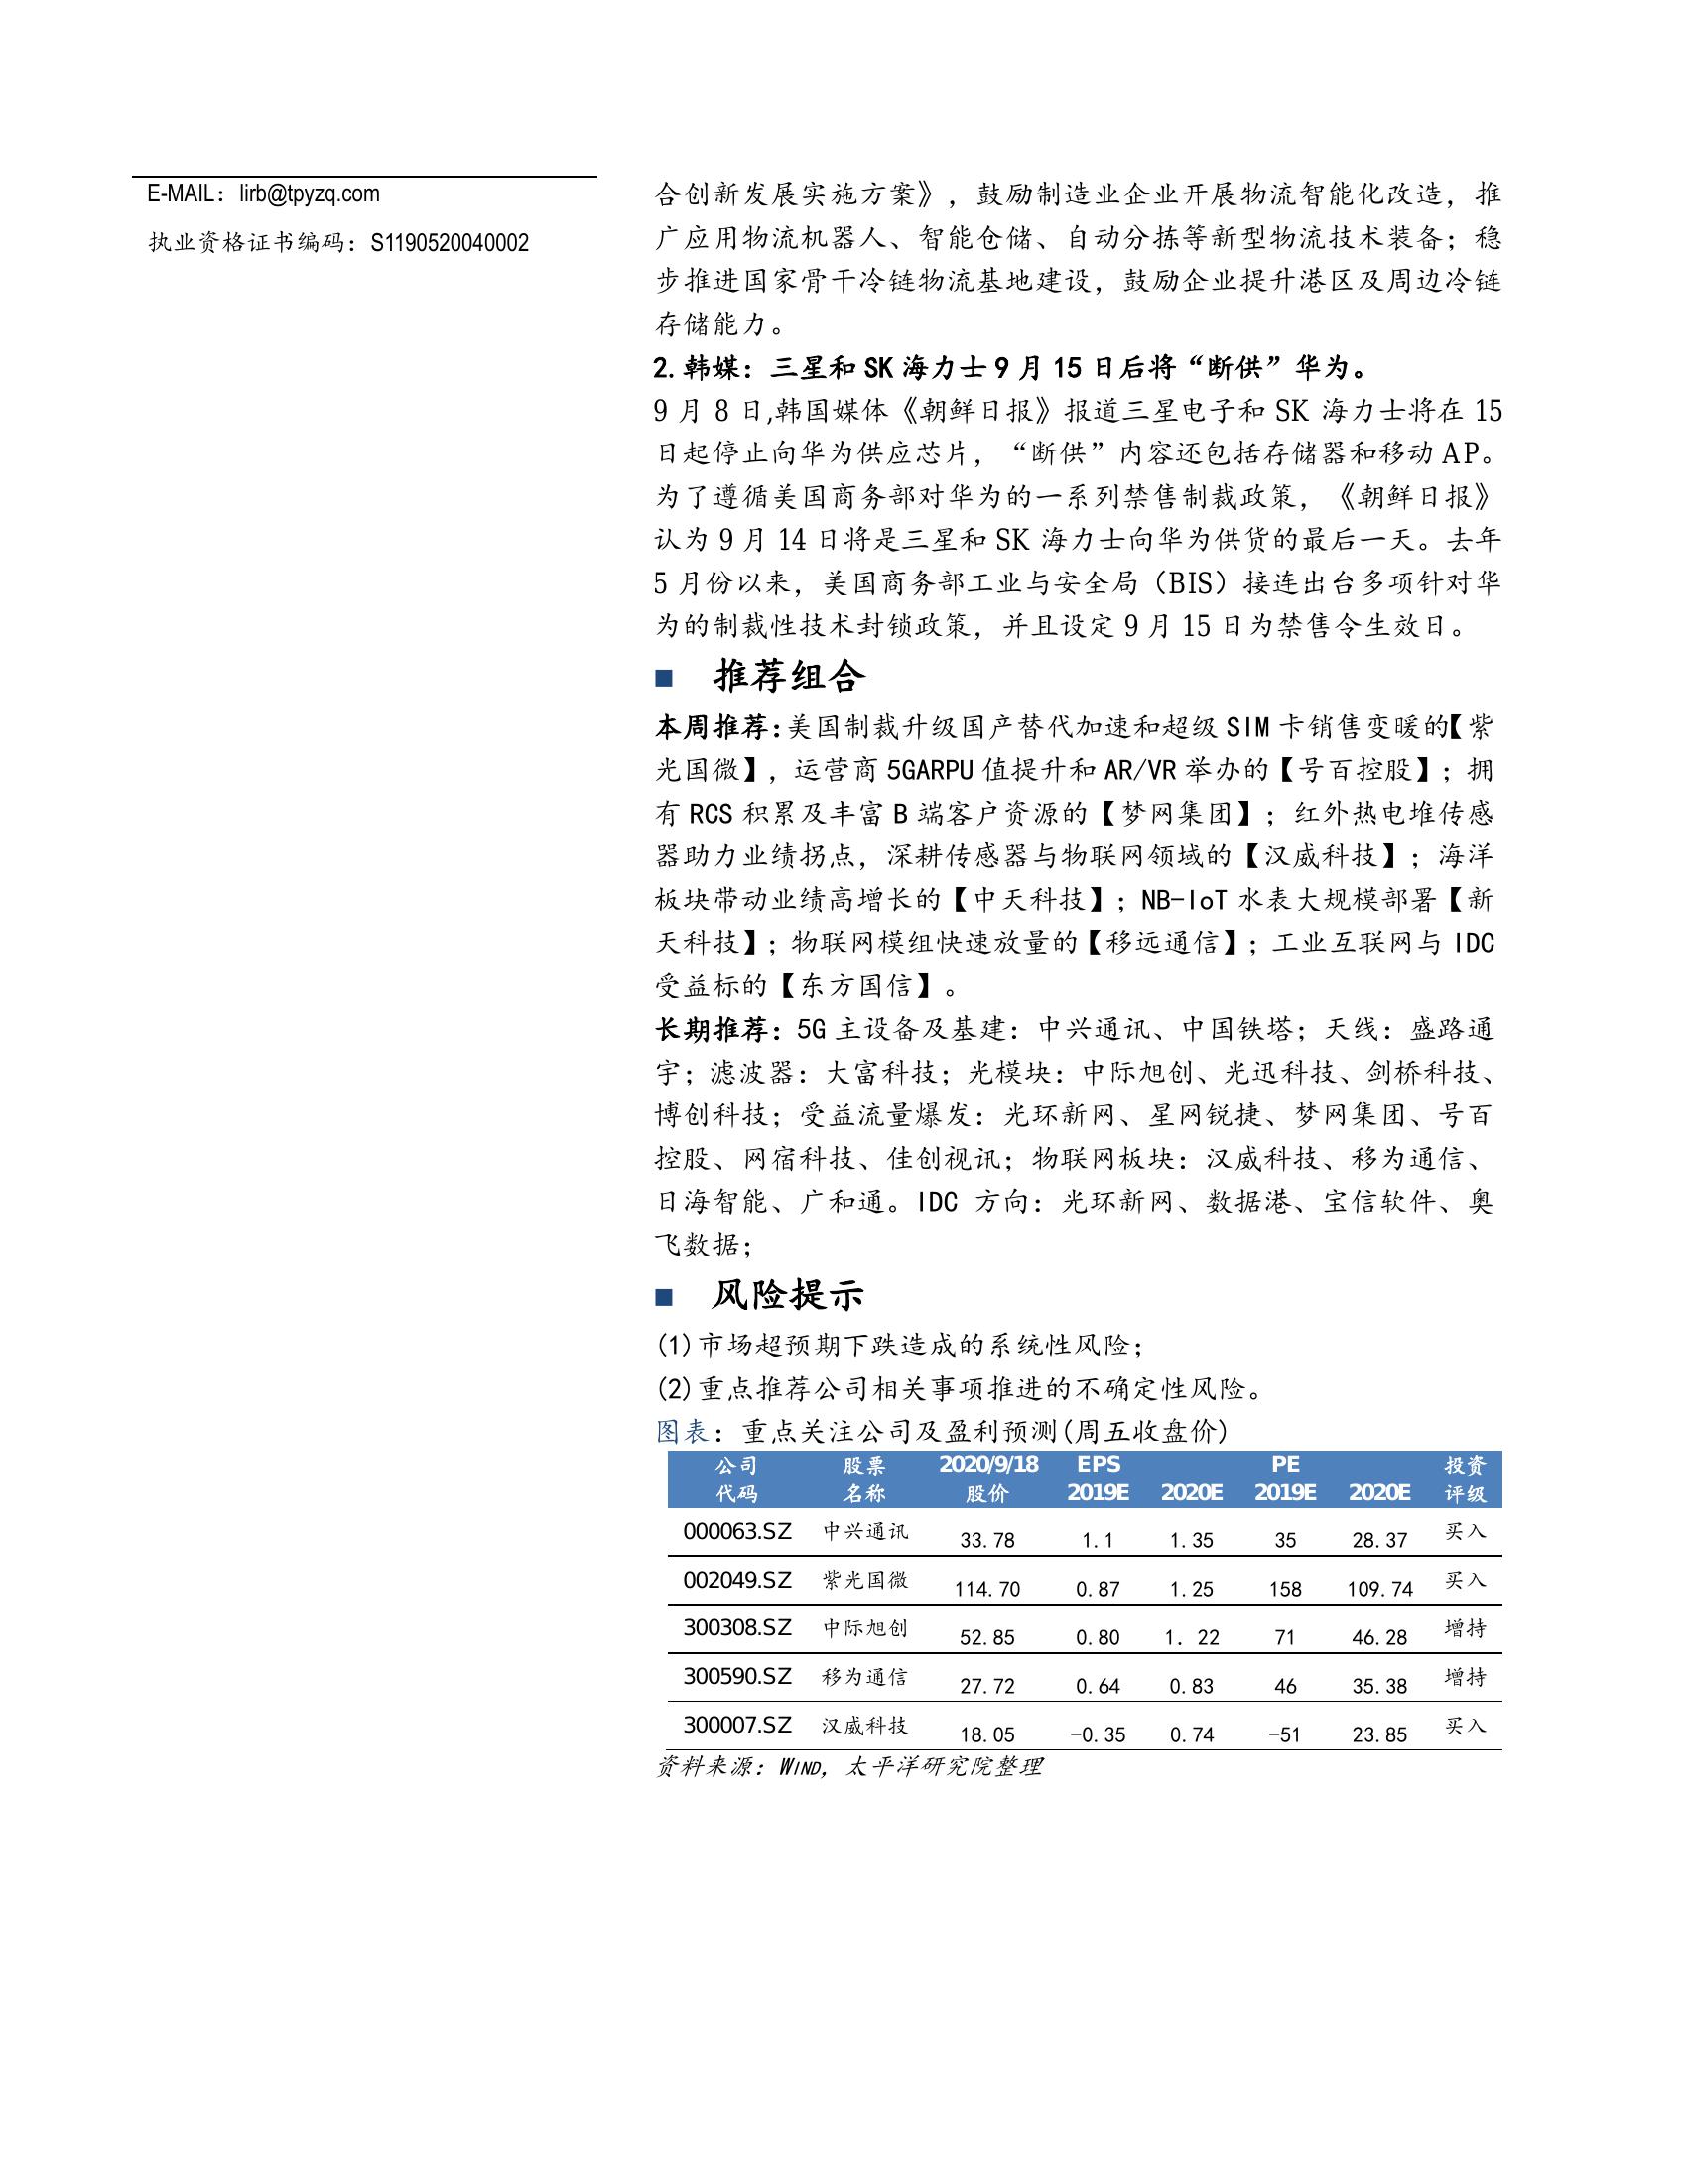 E-MAIL：lirb@tpyzq.com
执业资格证书编码：S1190520040002
合创新发展实施方案》，鼓励制造业企业开展物流智能化改造，推
广应用物流机器人、智能仓储、自动分拣等新型物流技术装备；稳
步推进国家骨干冷链物流基地建设，鼓励企业提升港区及周边冷链
存储能力。
2.韩媒：三星和 SK 海力士 9 月 15 日后将“断供”华为。
9 月 8 日,韩国媒体《朝鲜日报》报道三星电子和 SK 海力士将在 15
日起停止向华为供应芯片，“断供”内容还包括存储器和移动 AP。
为了遵循美国商务部对华为的一系列禁售制裁政策，《朝鲜日报》
认为 9 月 14 日将是三星和 SK 海力士向华为供货的最后一天。去年
5 月份以来，美国商务部工业与安全局（BIS）接连出台多项针对华
为的制裁性技术封锁政策，并且设定 9 月 15 日为禁售令生效日。
■ 推荐组合
本周推荐:美国制裁升级国产替代加速和超级 SIM 卡销售变暖的【紫
光国微】，运营商 5GARPU 值提升和 AR/VR 举办的【号百控股】；拥
有 RCS 积累及丰富 B 端客户资源的【梦网集团】；红外热电堆传感
器助力业绩拐点，深耕传感器与物联网领域的【汉威科技】；海洋
板块带动业绩高增长的【中天科技】；NB-IoT 水表大规模部署【新
天科技】；物联网模组快速放量的【移远通信】；工业互联网与 IDC
受益标的【东方国信】。
长期推荐：5G 主设备及基建：中兴通讯、中国铁塔；天线：盛路通
宇；滤波器：大富科技；光模块：中际旭创、光迅科技、剑桥科技、
博创科技；受益流量爆发：光环新网、星网锐捷、梦网集团、号百
控股、网宿科技、佳创视讯；物联网板块：汉威科技、移为通信、
日海智能、广和通。IDC 方向：光环新网、数据港、宝信软件、奥
飞数据；
■ 风险提示
(1)市场超预期下跌造成的系统性风险；
(2)重点推荐公司相关事项推进的不确定性风险。
图表：重点关注公司及盈利预测(周五收盘价)
公司 股票 2020/9/18 EPS PE 投资
代码 名称 股价 2019E 2020E 2019E 2020E 评级
000063.SZ 中兴通讯 33.78 1.1 1.35 35 28.37 买入
002049.SZ 紫光国微 114.70 0.87 1.25 158 109.74 买入
300308.SZ 中际旭创 52.85 0.80 1. 22 71 46.28 增持
300590.SZ 移为通信 27.72 0.64 0.83 46 35.38 增持
300007.SZ 汉威科技 18.05 -0.35 0.74 -51 23.85 买入
资料来源：WIND，太平洋研究院整理